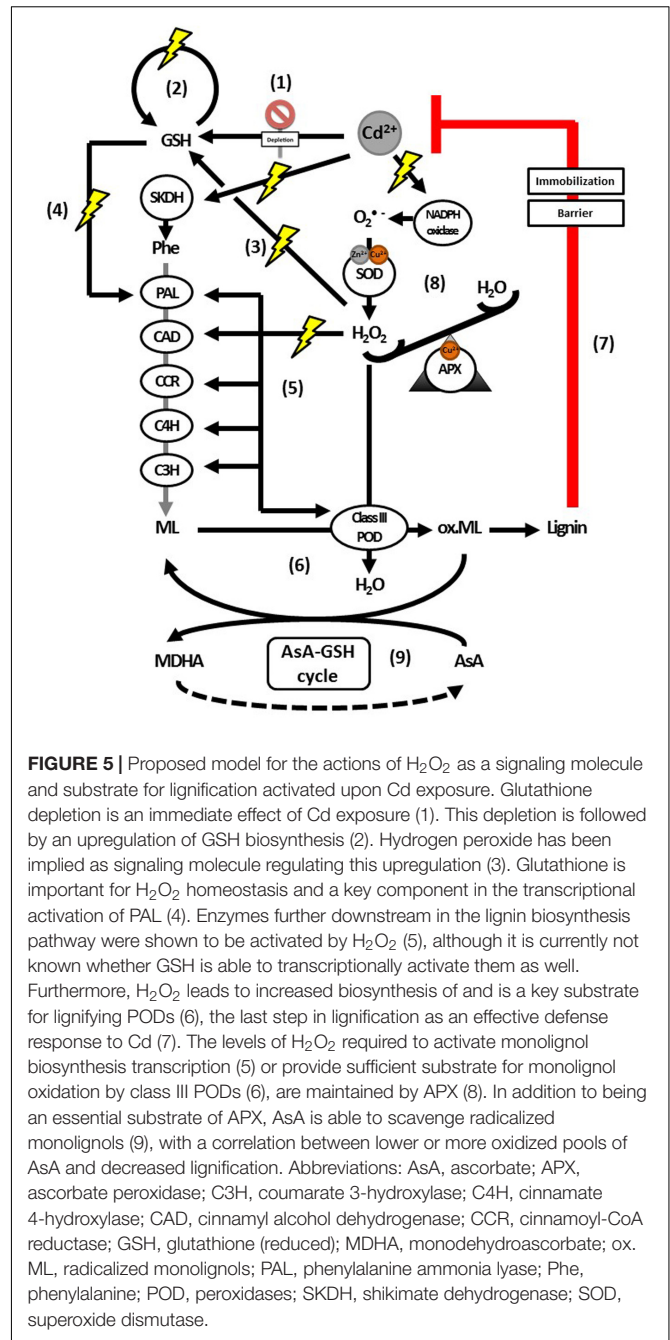 (1)
(2)
Depletion
Cd2+
GSH
Immobilization
Barrier
(4)
SKDH
O2•-
NADPH
oxidase
Phe
(3)
Zn2+
Cu2+
SOD
(8)
H2O
PAL
H2O2
CAD
Cu2+
APX
(7)
CCR
(5)
C4H
C3H
ML
Class III
POD
ox.ML
Lignin
(6)
H2O
MDHA
AsA-GSH
cycle
(9)
AsA
FIGURE 5 | Proposed model for the actions of H2O2 as a signaling molecule
and substrate for lignification activated upon Cd exposure. Glutathione
depletion is an immediate effect of Cd exposure (1). This depletion is followed
by an upregulation of GSH biosynthesis (2). Hydrogen peroxide has been
implied as signaling molecule regulating this upregulation (3). Glutathione is
important for H2O2 homeostasis and a key component in the transcriptional
activation of PAL (4). Enzymes further downstream in the lignin biosynthesis
pathway were shown to be activated by H2O2 (5), although it is currently not
known whether GSH is able to transcriptionally activate them as well.
Furthermore, H2O2 leads to increased biosynthesis of and is a key substrate
for lignifying PODs (6), the last step in lignification as an effective defense
response to Cd (7). The levels of H2O2 required to activate monolignol
biosynthesis transcription (5) or provide sufficient substrate for monolignol
oxidation by class III PODs (6), are maintained by APX (8). In addition to being
an essential substrate of APX, AsA is able to scavenge radicalized
monolignols (9), with a correlation between lower or more oxidized pools of
AsA and decreased lignification. Abbreviations: AsA, ascorbate; APX,
ascorbate peroxidase; C3H, coumarate 3-hydroxylase; C4H, cinnamate
4-hydroxylase; CAD, cinnamyl alcohol dehydrogenase; CCR, cinnamoyl-CoA
reductase; GSH, glutathione (reduced); MDHA, monodehydroascorbate; ox.
ML, radicalized monolignols; PAL, phenylalanine ammonia lyase; Phe,
phenylalanine; POD, peroxidases; SKDH, shikimate dehydrogenase; SOD,
superoxide dismutase.